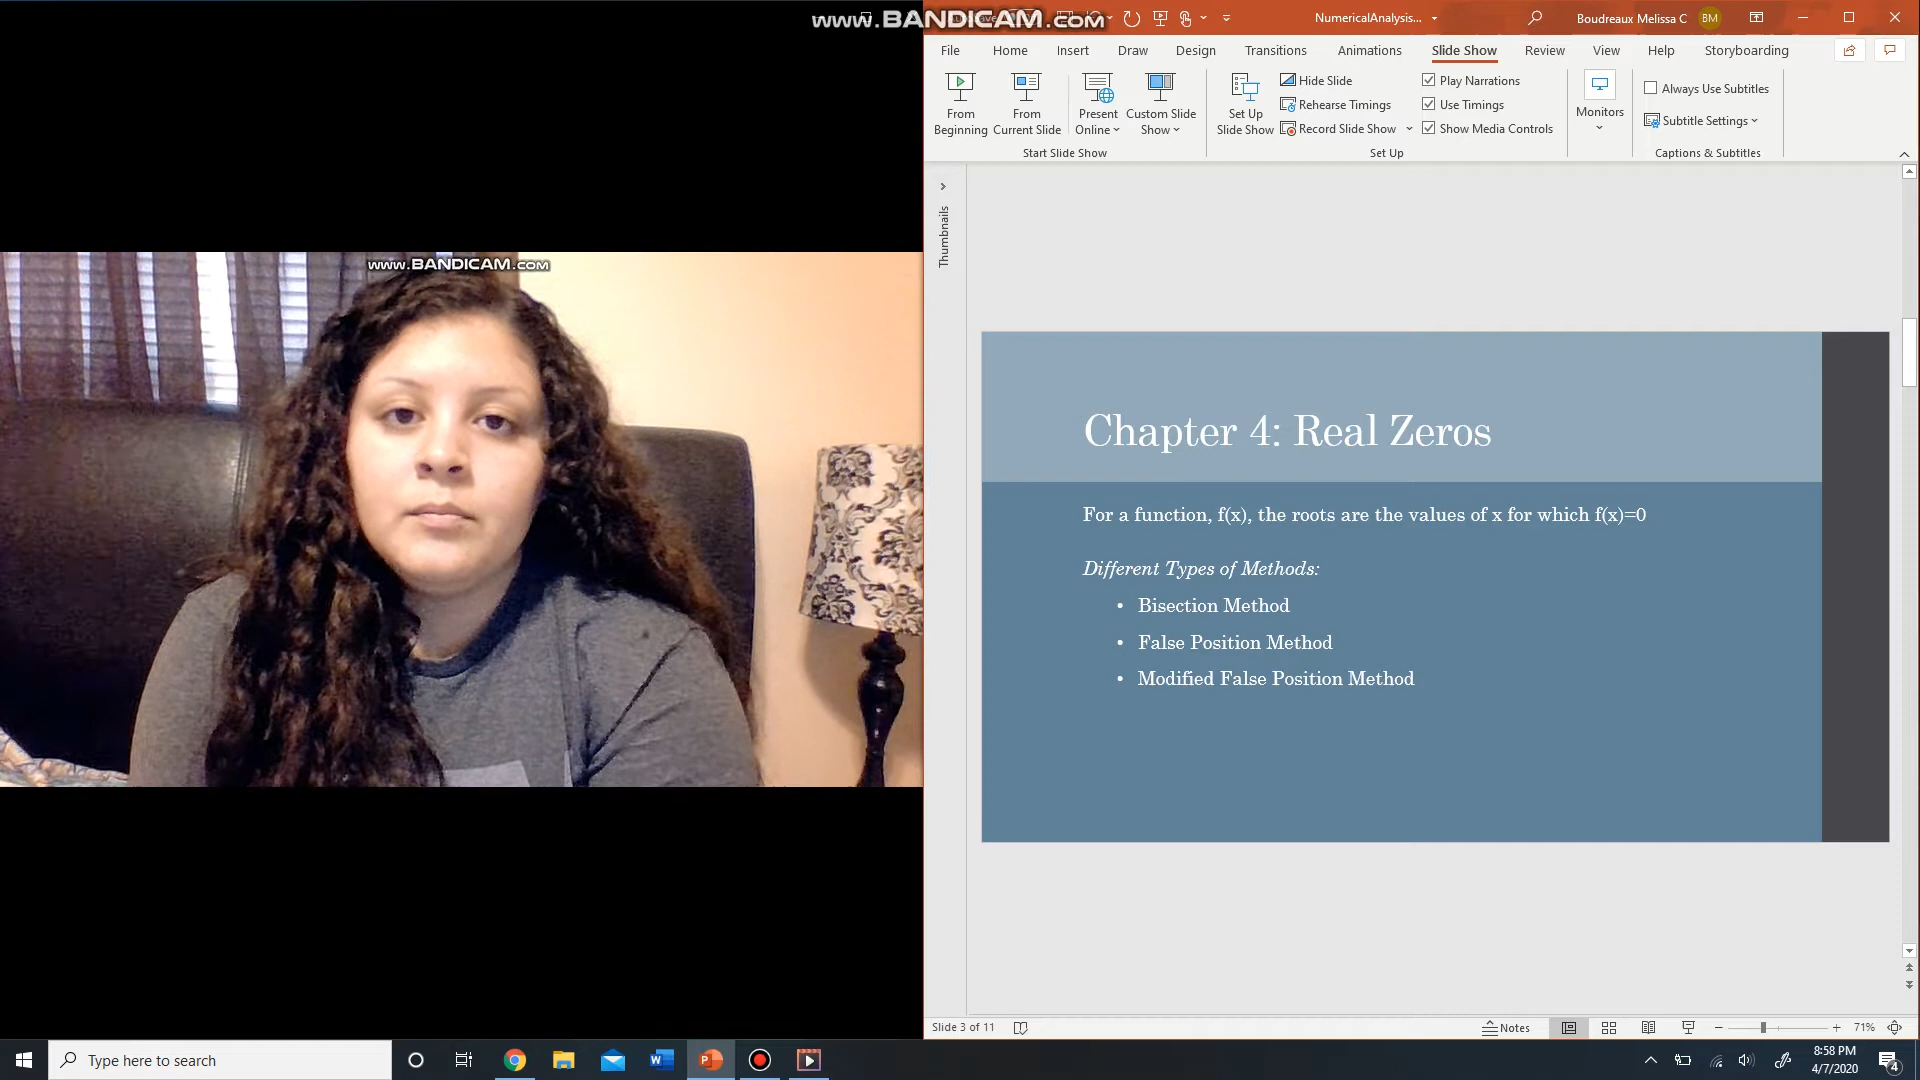 www.BANDICAM.com
NumericalAnalysis...
Boudreaux Melissa C
BM
File
Home
Insert
Draw
Design
Transitions
Animations
Slide Show
Review
View
Help
Storyboarding
From
Beginning
From
Current Slide
Present
Online
Custom Slide
Show
Start Slide Show
Set Up
Slide Show
Hide Slide
Rehearse Timings
Record Slide Show
Play Narrations
Use Timings
Show Media Controls
Set Up
Monitors
Always Use Subtitles
Subtitle Settings
Captions & Subtitles
Thumbnails
www.BANDICAM.com
Chapter 4: Real Zeros
For a function, f(x), the roots are the values of x for which f(x)=0
Different Types of Methods:
• Bisection Method
• False Position Method
• Modified False Position Method
Slide 3 of 11
Notes
71%
Type here to search
8:58 PM
4/7/2020
4